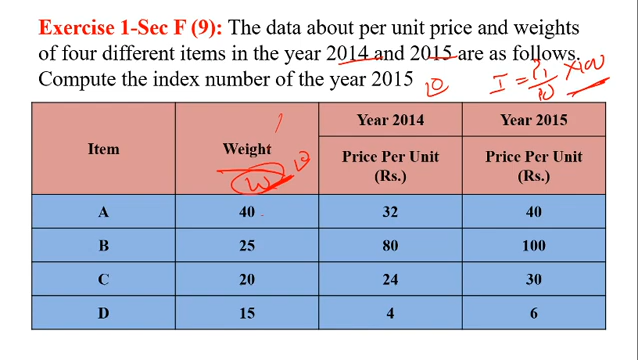 Exercise 1-Sec F (9): The data about per unit price and weights
of four different items in the year 2014 and 2015 are as follows.
Compute the index number of the year 2015
I = P1/P0 ×100
Item Weight Year 2014 Year 2015
Price Per Unit (Rs.) Price Per Unit (Rs.)
W
A 40 32 40
B 25 80 100
C 20 24 30
D 15 4 6